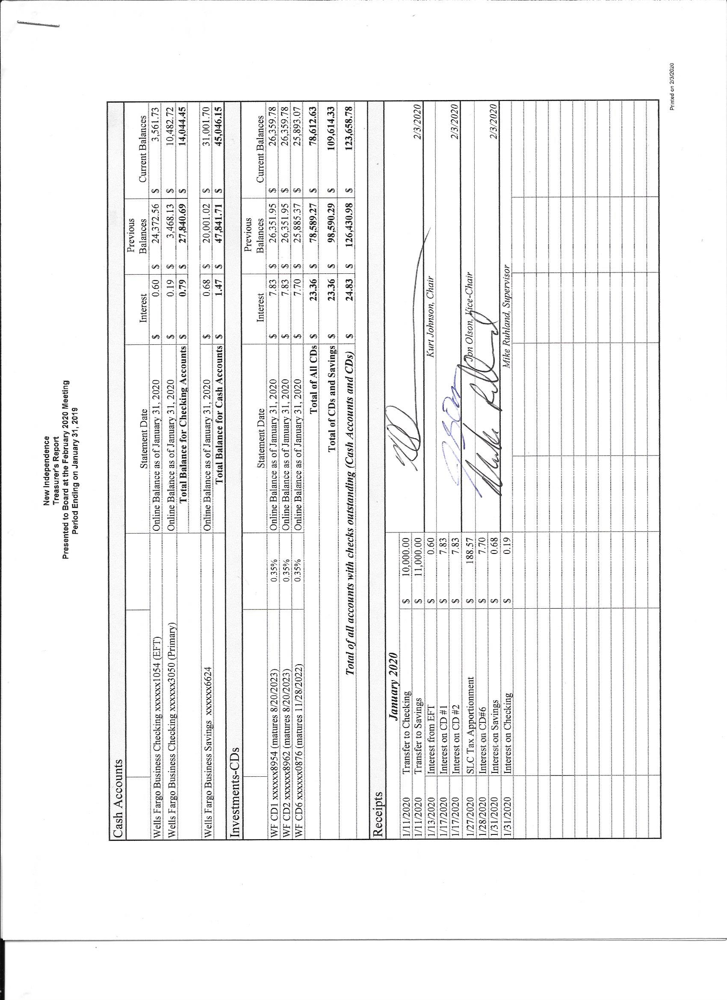 New Independence
Treasurer's Report
Presented to Board at the February 2020 Meeting
Period Ending on January 31, 2019
Cash Accounts
Statement Date Interest Previous Balances Current Balances
Wells Fargo Business Checking xxxxxx1054 (EFT) Online Balance as of January 31, 2020 $ 0.60 $ 24,372.56 $ 3,561.73
Wells Fargo Business Checking xxxxxx3050 (Primary) Online Balance as of January 31, 2020 $ 0.19 $ 3,468.13 $ 10,482.72
Total Balance for Checking Accounts $ 0.79 $ 27,840.69 $ 14,044.45
Wells Fargo Business Savings xxxxxx6624 Online Balance as of January 31, 2020 $ 0.68 $ 20,001.02 $ 31,001.70
Total Balance for Cash Accounts $ 1.47 $ 47,841.71 $ 45,046.15
Investments-CDs
Statement Date Interest Previous Balances Current Balances
WF CD1 xxxxxx8954 (matures 8/20/2023) 0.35% Online Balance as of January 31, 2020 $ 7.83 $ 26,351.95 $ 26,359.78
WF CD2 xxxxxx8962 (matures 8/20/2023) 0.35% Online Balance as of January 31, 2020 $ 7.83 $ 26,351.95 $ 26,359.78
WF CD6 xxxxxx0876 (matures 11/28/2022) 0.35% Online Balance as of January 31, 2020 $ 7.70 $ 25,885.37 $ 25,893.07
Total of All CDs $ 23.36 $ 78,589.27 $ 78,612.63
Total of CDs and Savings $ 23.36 $ 98,590.29 $ 109,614.33
Total of all accounts with checks outstanding (Cash Accounts and CDs) $ 24.83 $ 126,430.98 $ 123,658.78
Receipts
January 2020
1/11/2020 Transfer to Checking $ 10,000.00
1/11/2020 Transfer to Savings $ 11,000.00 2/3/2020
1/13/2020 Interest from EFT $ 0.60 Kurt Johnson, Chair
1/17/2020 Interest on CD #1 $ 7.83
1/17/2020 Interest on CD #2 $ 7.83 2/3/2020
1/27/2020 SLC Tax Apportionment $ 188.57 Jon Olson, Vice-Chair
1/28/2020 Interest on CD#6 $ 7.70
1/31/2020 Interest on Savings $ 0.68 2/3/2020
1/31/2020 Interest on Checking $ 0.19 Mike Ruhland, Supervisor
Printed on 2/3/2020